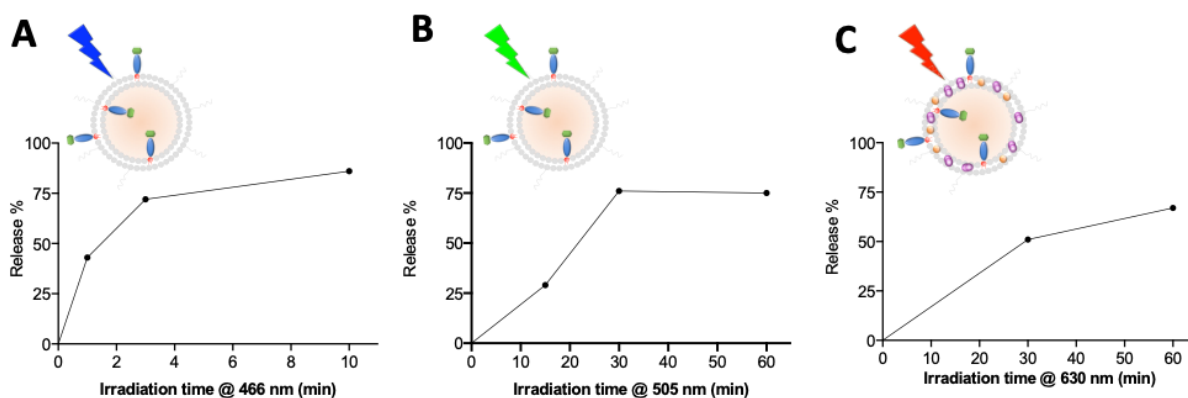 A
100
75
50
25
0
Release %
0 2 4 6 8 10
Irradiation time @ 466 nm (min)
B
100
75
50
25
0
Release %
0 10 20 30 40 50 60
Irradiation time @ 505 nm (min)
C
100
75
50
25
0
Release %
0 10 20 30 40 50 60
Irradiation time @ 630 nm (min)